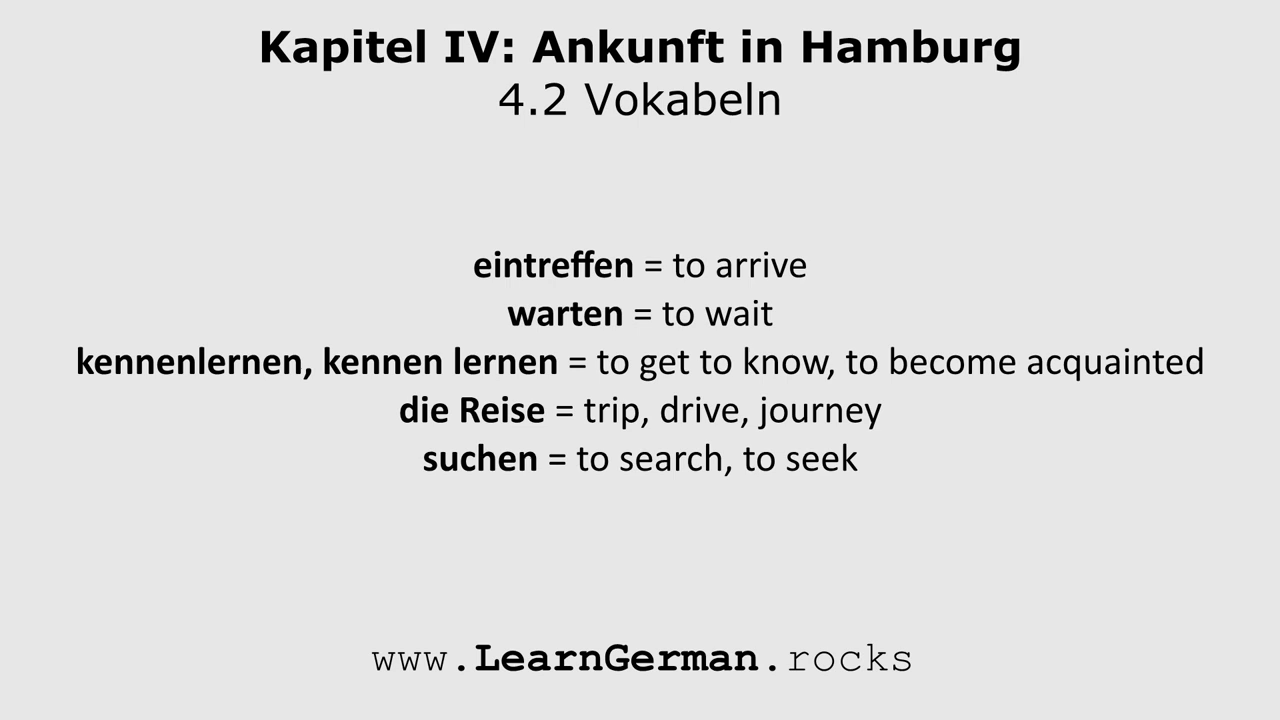 Kapitel IV: Ankunft in Hamburg
4.2 Vokabeln
eintreffen = to arrive
warten = to wait
kennenlernen, kennen lernen = to get to know, to become acquainted
die Reise = trip, drive, journey
suchen = to search, to seek
www.LearnGerman.rocks